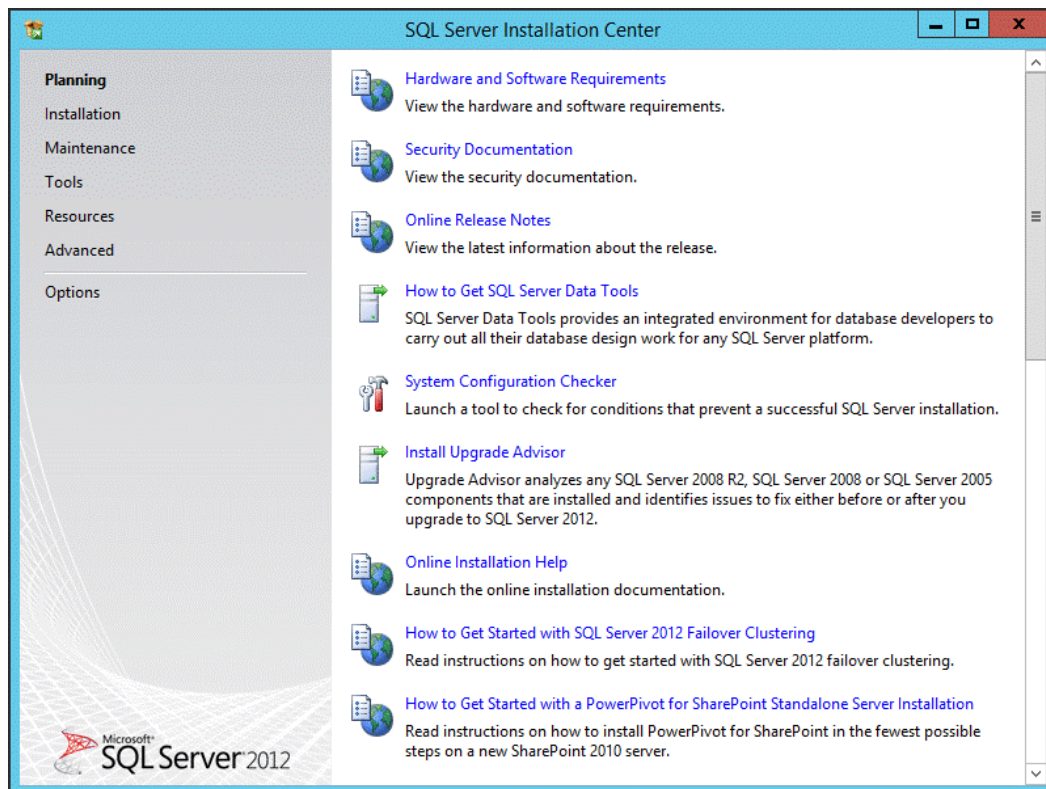 SQL Server Installation Center
Planning
Installation
Maintenance
Tools
Resources
Advanced
Options
Hardware and Software Requirements
View the hardware and software requirements.
Security Documentation
View the security documentation.
Online Release Notes
View the latest information about the release.
How to Get SQL Server Data Tools
SQL Server Data Tools provides an integrated environment for database developers to
carry out all their database design work for any SQL Server platform.
System Configuration Checker
Launch a tool to check for conditions that prevent a successful SQL Server installation.
Install Upgrade Advisor
Upgrade Advisor analyzes any SQL Server 2008 R2, SQL Server 2008 or SQL Server 2005
components that are installed and identifies issues to fix either before or after you
upgrade to SQL Server 2012.
Online Installation Help
Launch the online installation documentation.
How to Get Started with SQL Server 2012 Failover Clustering
Read instructions on how to get started with SQL Server 2012 failover clustering.
How to Get Started with a PowerPivot for SharePoint Standalone Server Installation
Read instructions on how to install PowerPivot for SharePoint in the fewest possible
steps on a new SharePoint 2010 server.
Microsoft
SQL Server 2012